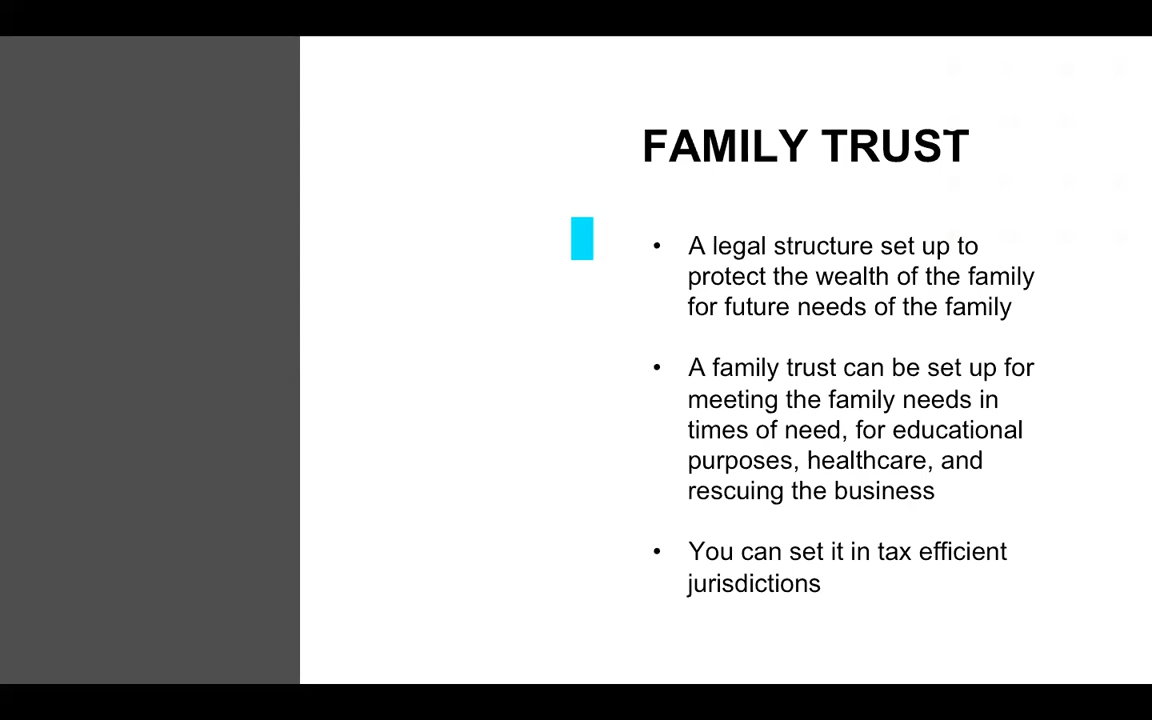 FAMILY TRUST
• A legal structure set up to
protect the wealth of the family
for future needs of the family
• A family trust can be set up for
meeting the family needs in
times of need, for educational
purposes, healthcare, and
rescuing the business
• You can set it in tax efficient
jurisdictions